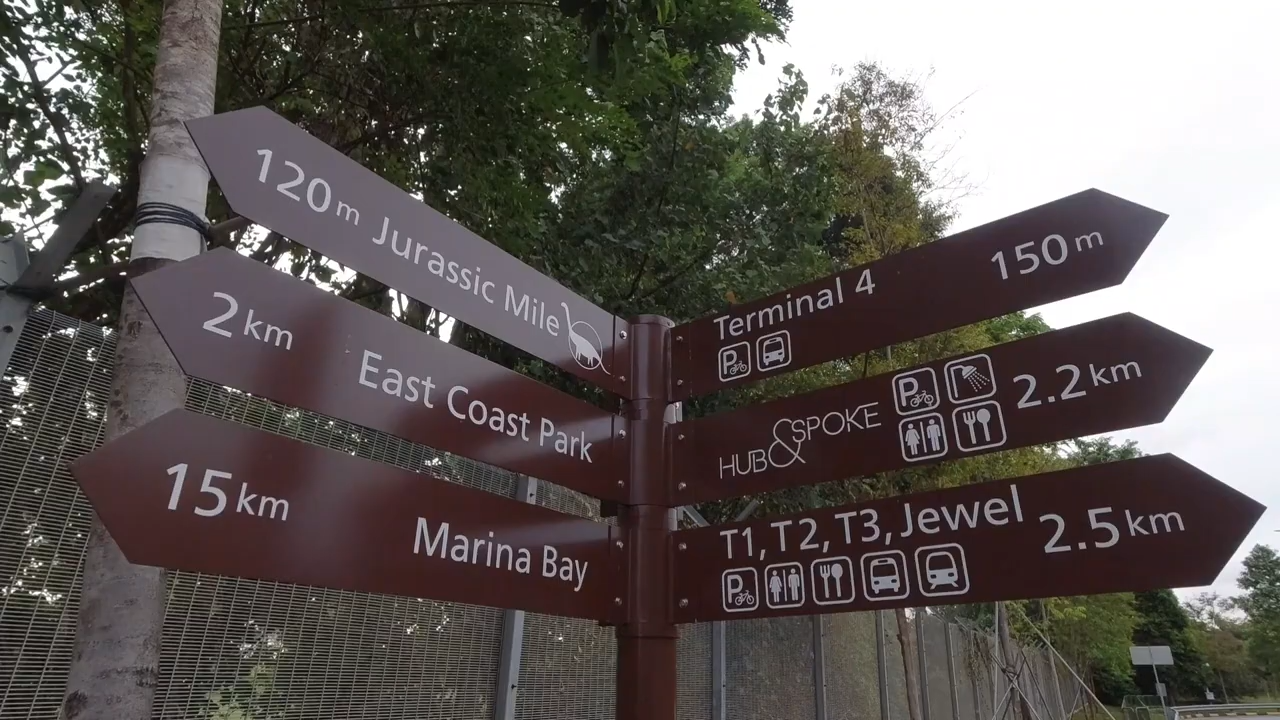 120m Jurassic Mile
2km East Coast Park
15km Marina Bay
Terminal 4 150m
P
HUB&SPOKE P 2.2km
T1, T2, T3, Jewel 2.5km
P